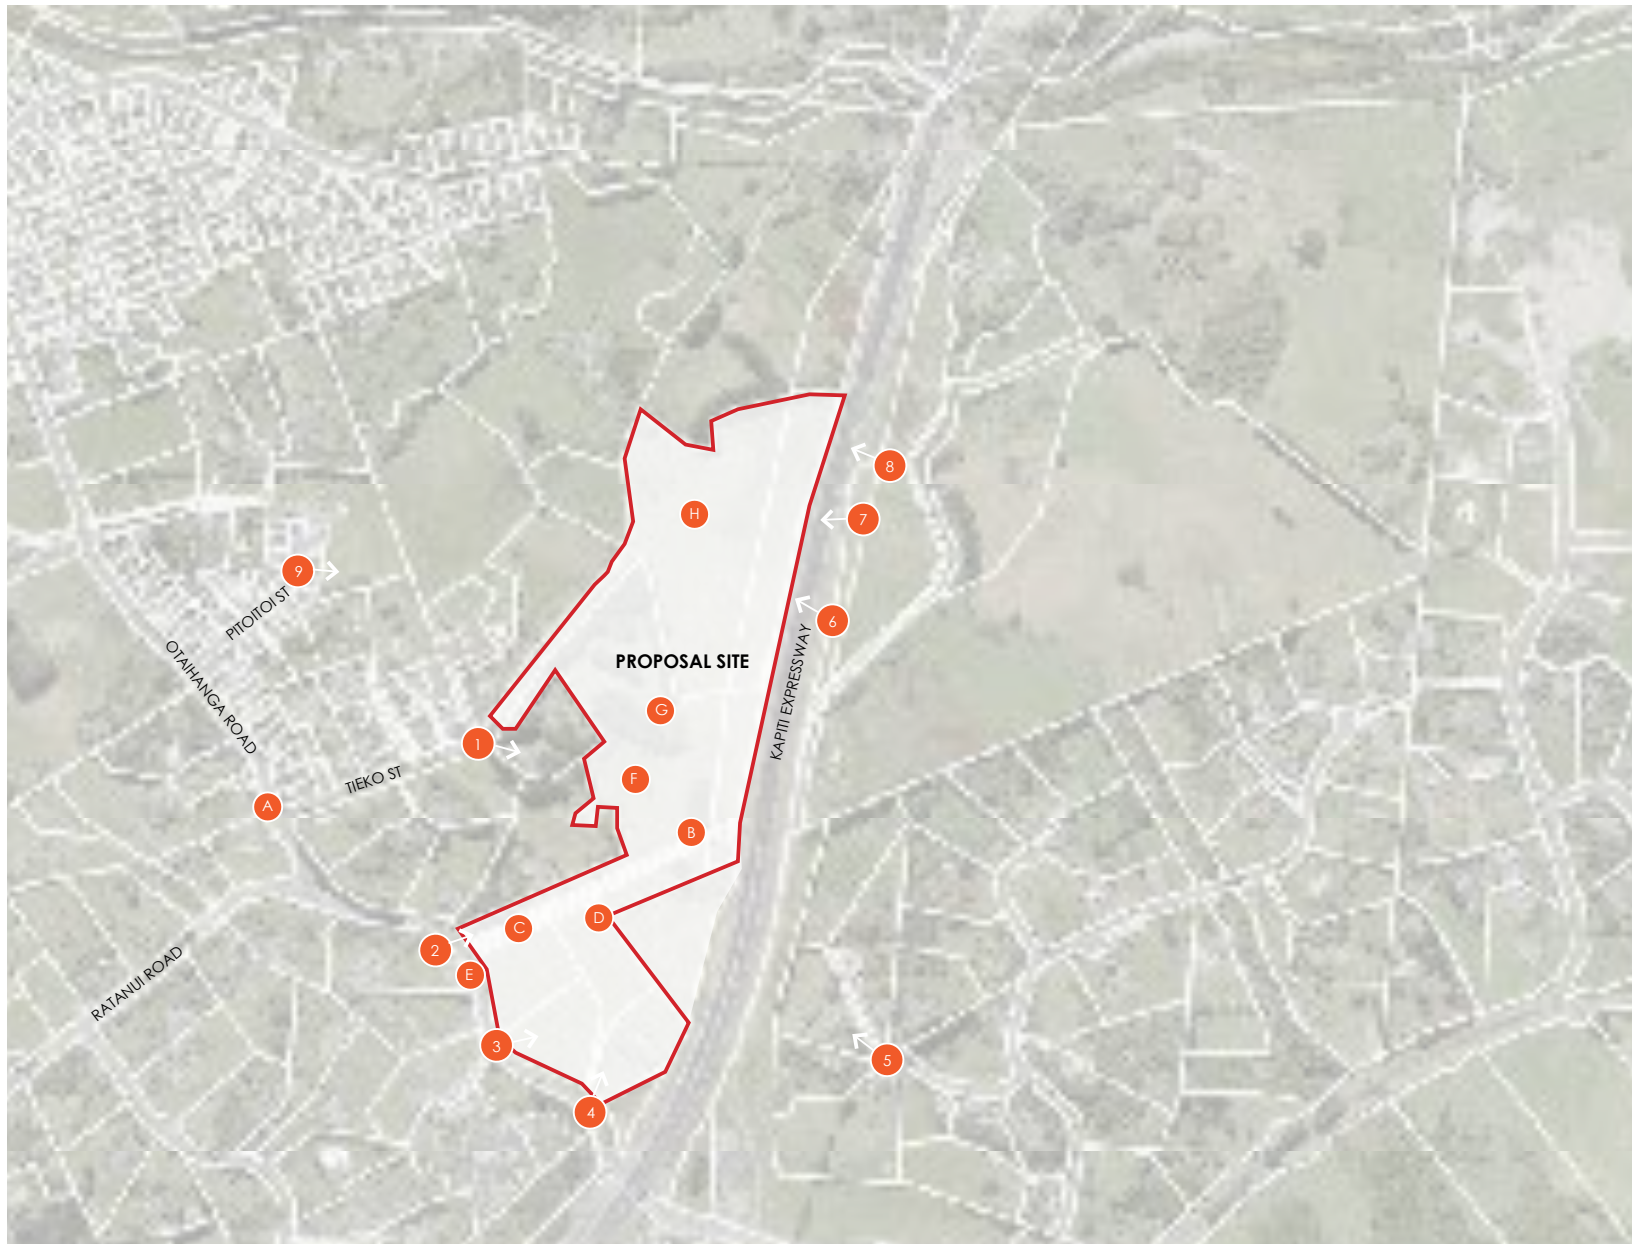 8
H
7
9
PITOITOI ST
6
OTAIHANGA ROAD
PROPOSAL SITE
KAPITI EXPRESSWAY
G
1
TIEKO ST
F
A
B
D
C
2
E
RATANUI ROAD
3
5
4